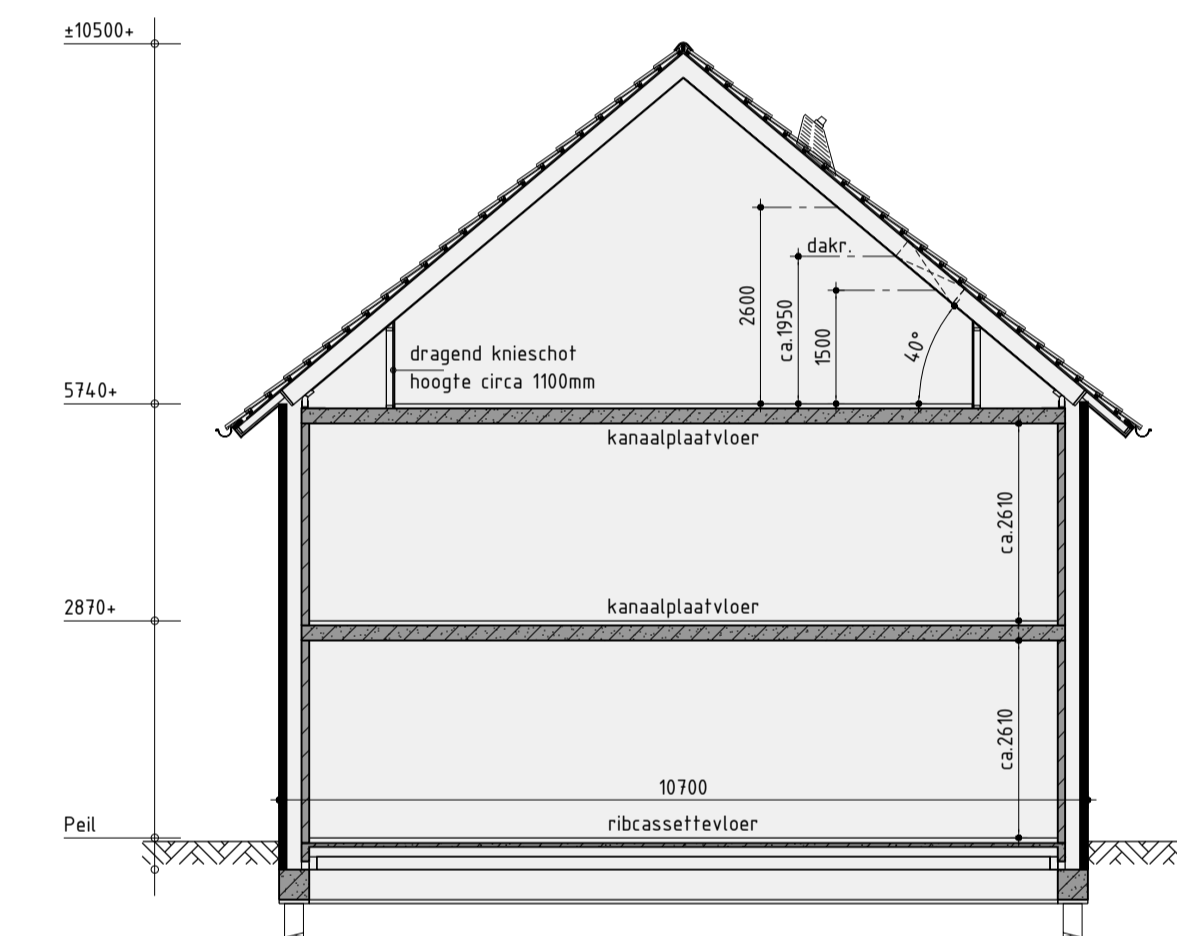 ±10500+
dakr.
2600
ca.1950
1500
40°
dragend knieschot
hoogte circa 1100mm
5740+
kanaalplaatvloer
ca.2610
2870+
kanaalplaatvloer
ca.2610
10700
Peil
ribcassettevloer